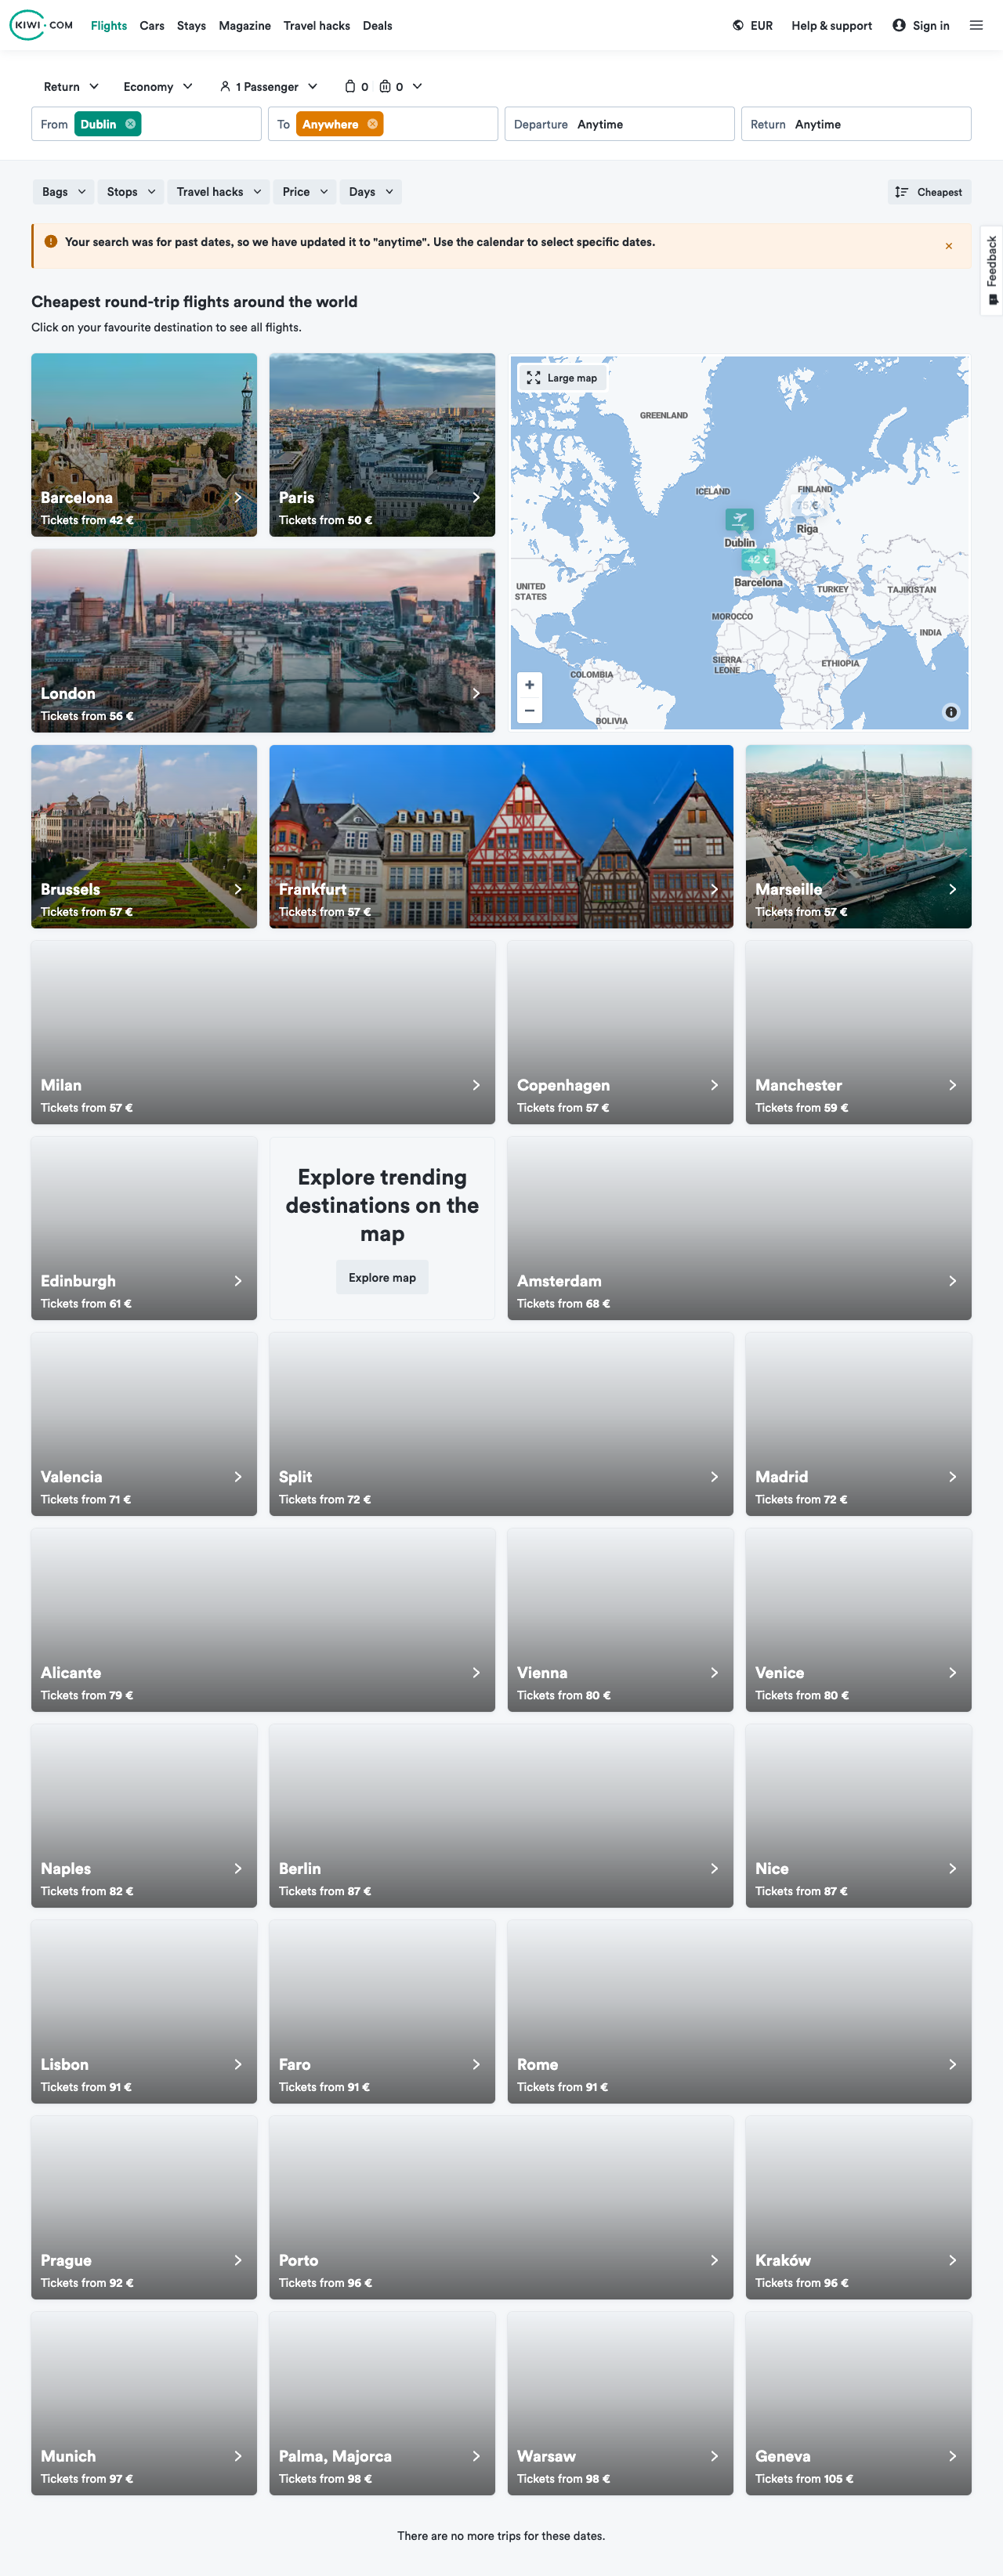 KIWI.COM
Flights
Cars
Stays
Magazine
Travel hacks
Deals
EUR
Help & support
Sign in
Return
Economy
1 Passenger
0
0
From
Dublin
To
Anywhere
Departure
Anytime
Return
Anytime
Bags
Stops
Travel hacks
Price
Days
Cheapest
Your search was for past dates, so we have updated it to "anytime". Use the calendar to select specific dates.
Feedback
Cheapest round-trip flights around the world
Click on your favourite destination to see all flights.
Barcelona
Tickets from 42 €
Paris
Tickets from 50 €
Large map
GREENLAND
ICELAND
FINLAND
75 €
Riga
Dublin
42 €
Barcelona
UNITED
STATES
TURKEY
TAJIKISTAN
MOROCCO
INDIA
SIERRA
LEONE
ETHIOPIA
COLOMBIA
BOLIVIA
+
−
London
Tickets from 56 €
Brussels
Tickets from 57 €
Frankfurt
Tickets from 57 €
Marseille
Tickets from 57 €
Milan
Tickets from 57 €
Copenhagen
Tickets from 57 €
Manchester
Tickets from 59 €
Edinburgh
Tickets from 61 €
Explore trending
destinations on the
map
Explore map
Amsterdam
Tickets from 68 €
Valencia
Tickets from 71 €
Split
Tickets from 72 €
Madrid
Tickets from 72 €
Alicante
Tickets from 79 €
Vienna
Tickets from 80 €
Venice
Tickets from 80 €
Naples
Tickets from 82 €
Berlin
Tickets from 87 €
Nice
Tickets from 87 €
Lisbon
Tickets from 91 €
Faro
Tickets from 91 €
Rome
Tickets from 91 €
Prague
Tickets from 92 €
Porto
Tickets from 96 €
Kraków
Tickets from 96 €
Munich
Tickets from 97 €
Palma, Majorca
Tickets from 98 €
Warsaw
Tickets from 98 €
Geneva
Tickets from 105 €
There are no more trips for these dates.